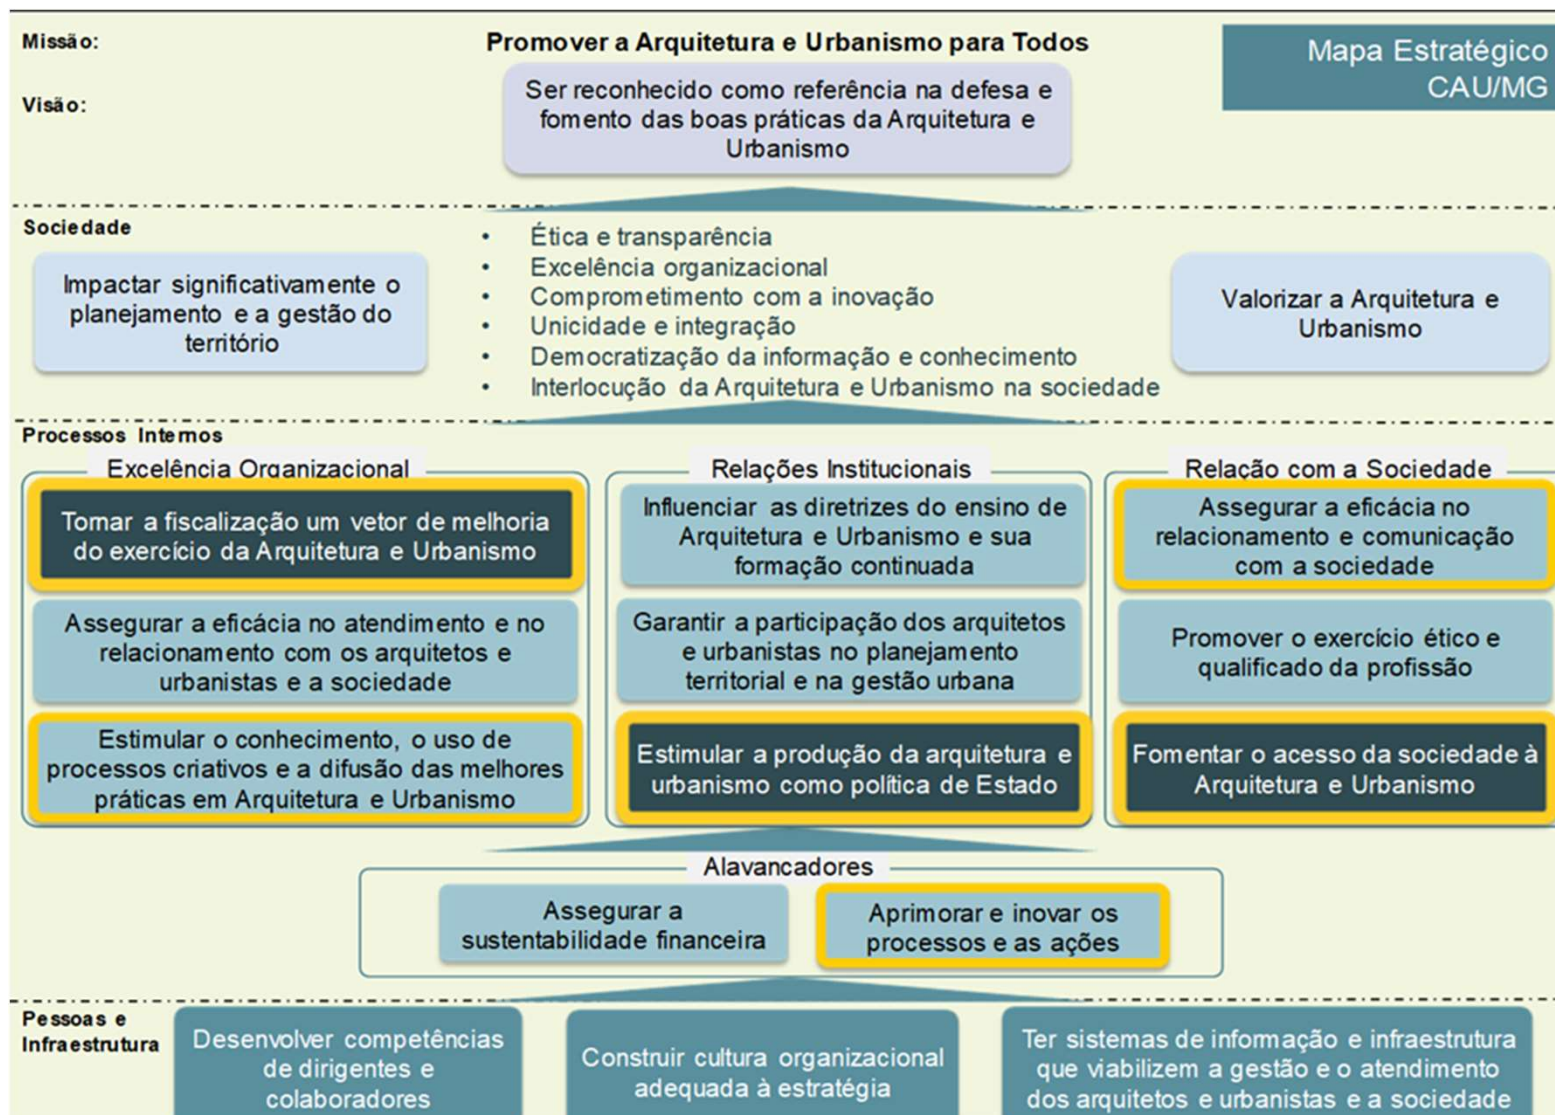 Missão:
Promover a Arquitetura e Urbanismo para Todos
Mapa Estratégico
CAU/MG
Visão:
Ser reconhecido como referência na defesa e
fomento das boas práticas da Arquitetura e
Urbanismo
Sociedade
Impactar significativamente o
planejamento e a gestão do
território
• Ética e transparência
• Excelência organizacional
• Comprometimento com a inovação
• Unicidade e integração
• Democratização da informação e conhecimento
• Interlocução da Arquitetura e Urbanismo na sociedade
Valorizar a Arquitetura e
Urbanismo
Processos Internos
Excelência Organizacional
Tornar a fiscalização um vetor de melhoria
do exercício da Arquitetura e Urbanismo
Assegurar a eficácia no atendimento e no
relacionamento com os arquitetos e
urbanistas e a sociedade
Estimular o conhecimento, o uso de
processos criativos e a difusão das melhores
práticas em Arquitetura e Urbanismo
Relações Institucionais
Influenciar as diretrizes do ensino de
Arquitetura e Urbanismo e sua
formação continuada
Garantir a participação dos arquitetos
e urbanistas no planejamento
territorial e na gestão urbana
Estimular a produção da arquitetura e
urbanismo como política de Estado
Relação com a Sociedade
Assegurar a eficácia no
relacionamento e comunicação
com a sociedade
Promover o exercício ético e
qualificado da profissão
Fomentar o acesso da sociedade à
Arquitetura e Urbanismo
Alavancadores
Assegurar a
sustentabilidade financeira
Aprimorar e inovar os
processos e as ações
Pessoas e
Infraestrutura
Desenvolver competências
de dirigentes e
colaboradores
Construir cultura organizacional
adequada à estratégia
Ter sistemas de informação e infraestrutura
que viabilizem a gestão e o atendimento
dos arquitetos e urbanistas e a sociedade